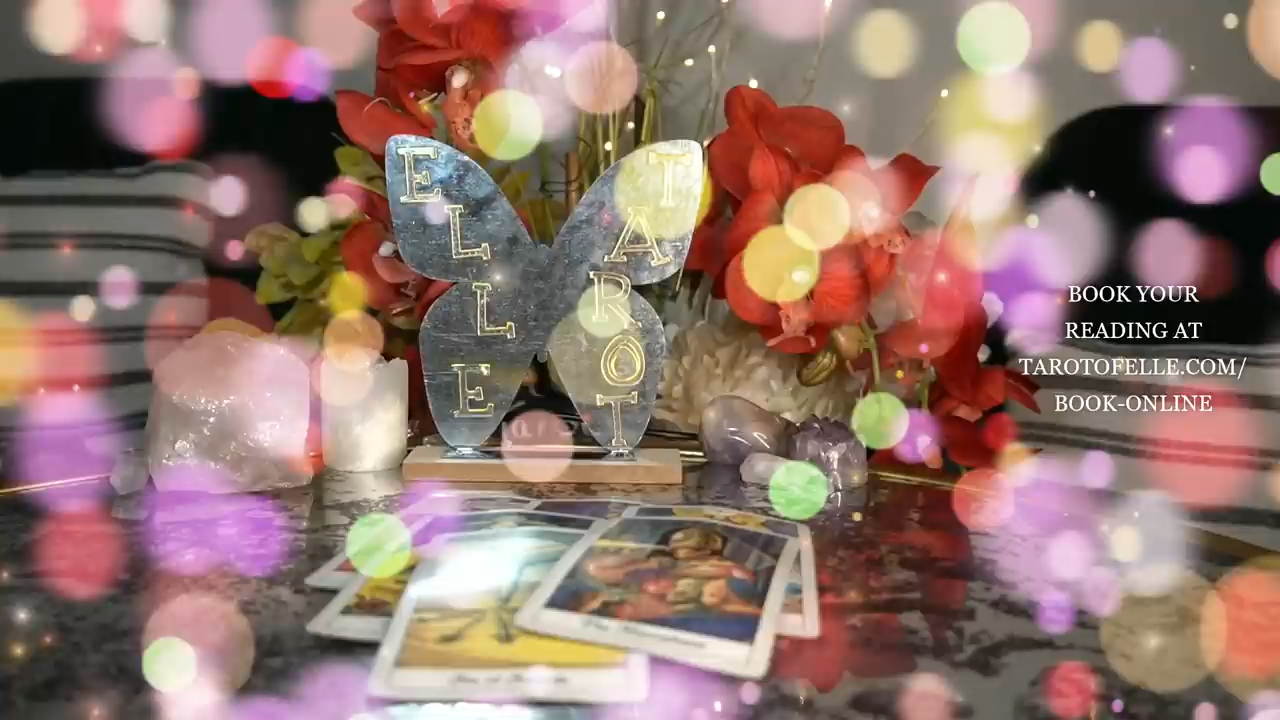 ELLE
TAROT
BOOK YOUR
READING AT
TAROTOFELLE.COM/
BOOK-ONLINE